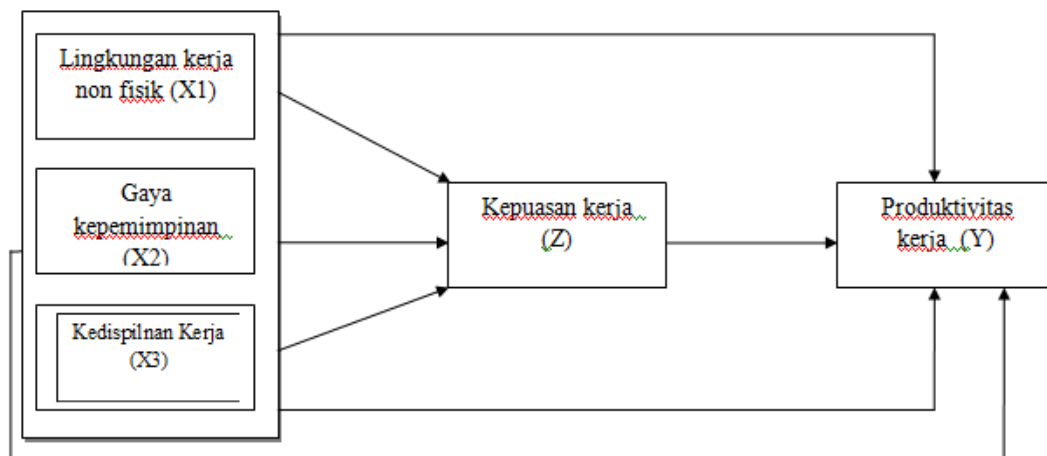 Lingkungan kerja
non fisik (X1)
Gaya
kepemimpinan
(X2)
Kedispilnan Kerja
(X3)
Kepuasan kerja
(Z)
Produktivitas
kerja (Y)